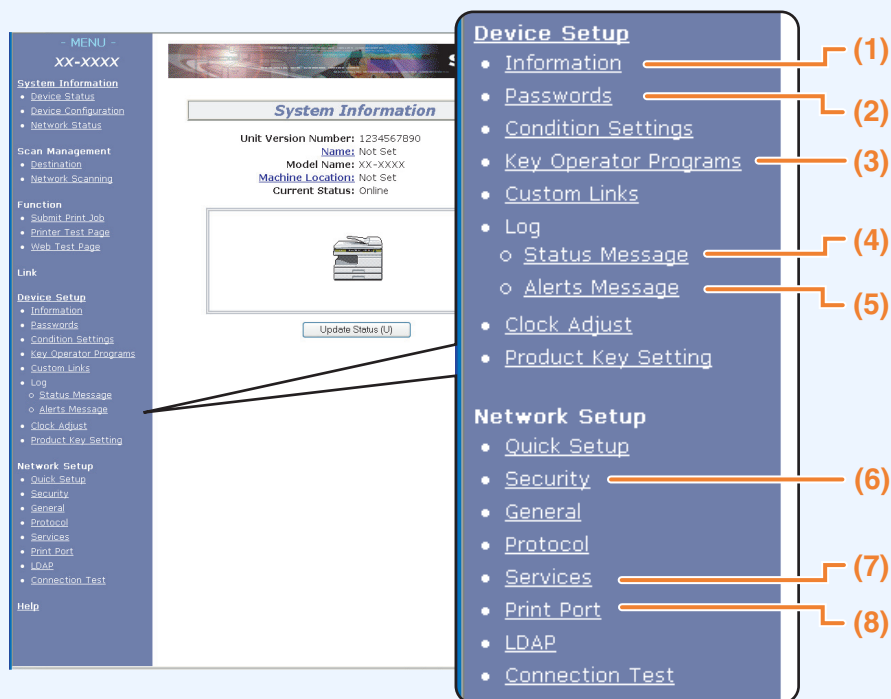 - MENU -
XX-XXXX
System Information
• Device Status
• Device Configuration
• Network Status
Scan Management
• Destination
• Network Scanning
Function
• Submit Print Job
• Printer Test Page
• Web Test Page
Link
Device Setup
• Information
• Passwords
• Condition Settings
• Key Operator Programs
• Custom Links
• Log
○ Status Message
○ Alerts Message
• Clock Adjust
• Product Key Setting
Network Setup
• Quick Setup
• Security
• General
• Protocol
• Services
• Print Port
• LDAP
• Connection Test
Help
System Information
Unit Version Number: 1234567890
Name: Not Set
Model Name: XX-XXXX
Machine Location: Not Set
Current Status: Online
Update Status (U)
Device Setup
• Information (1)
• Passwords (2)
• Condition Settings
• Key Operator Programs (3)
• Custom Links
• Log
○ Status Message (4)
○ Alerts Message (5)
• Clock Adjust
• Product Key Setting
Network Setup
• Quick Setup
• Security (6)
• General
• Protocol
• Services (7)
• Print Port (8)
• LDAP
• Connection Test